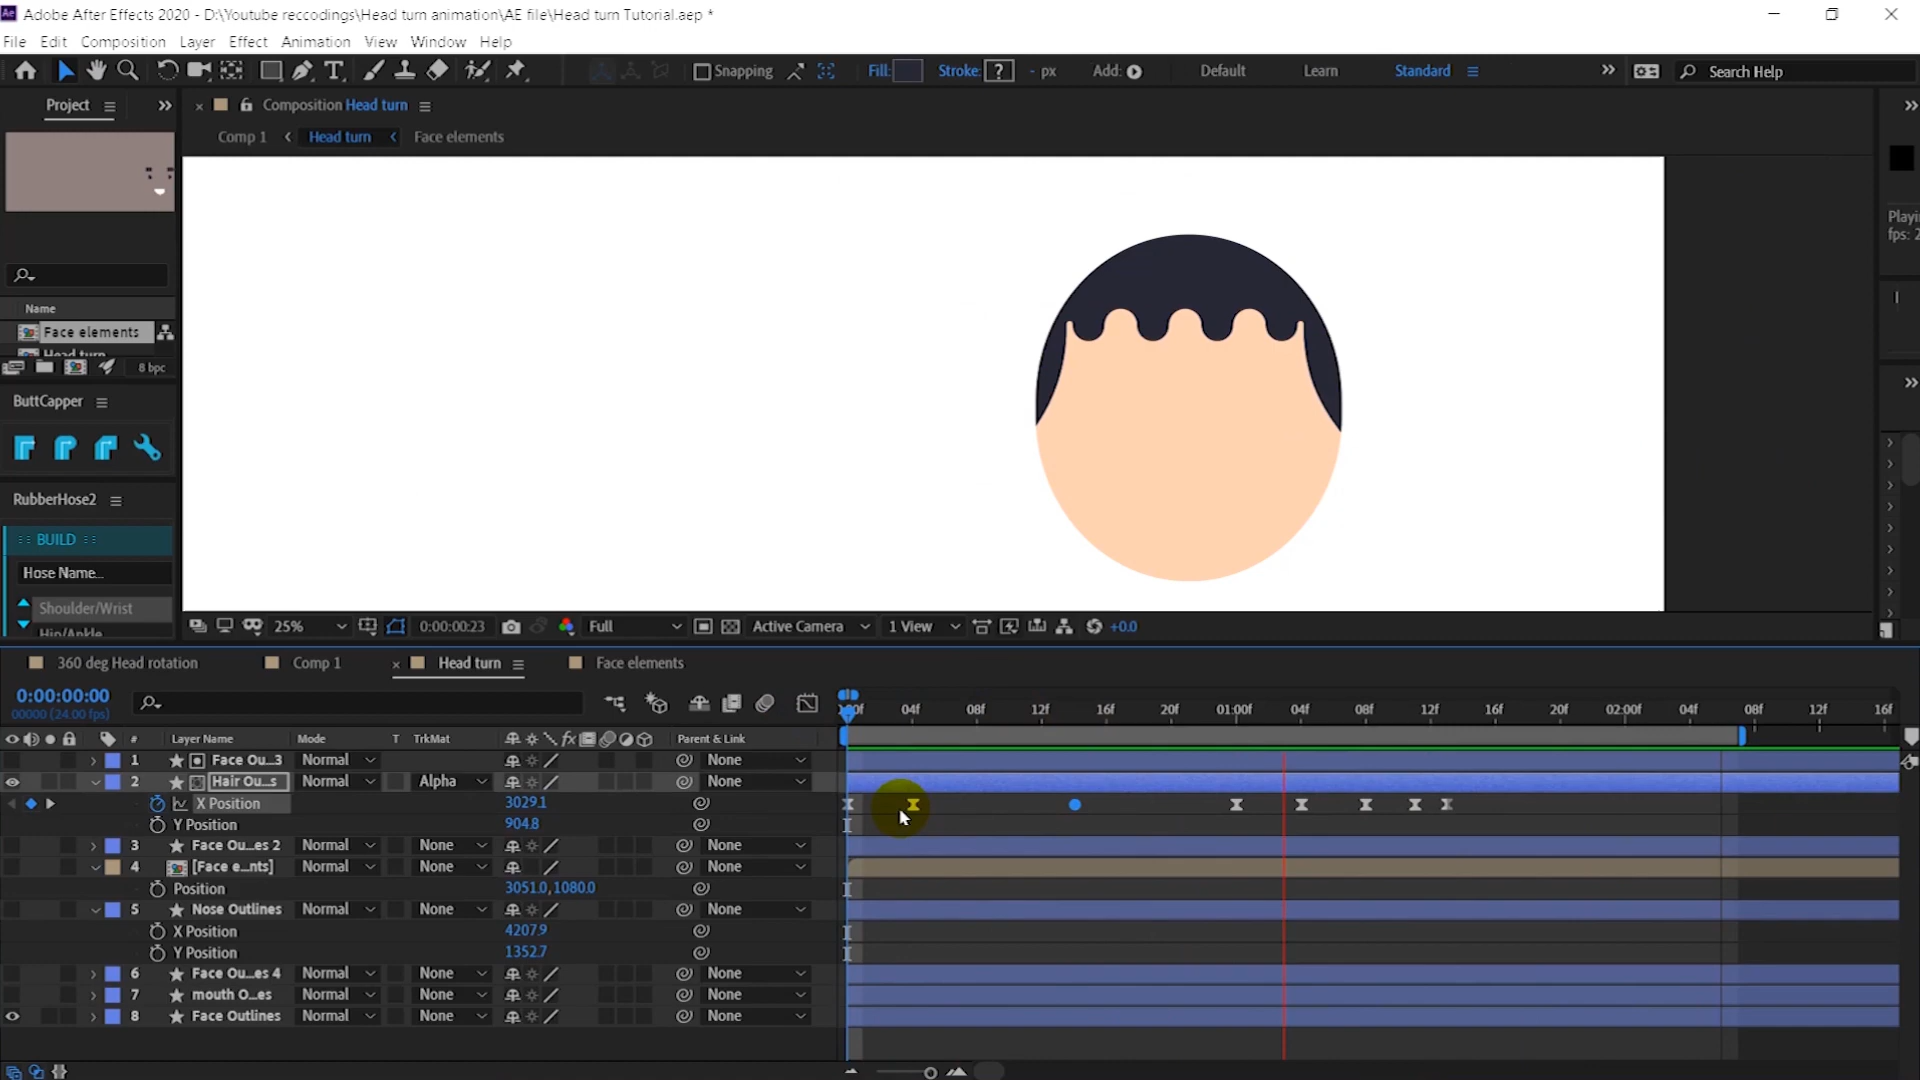 Ae Adobe After Effects 2020 - D:\Youtube reccodings\Head turn animation\AE file\Head turn Tutorial.aep *
File Edit Composition Layer Effect Animation View Window Help
Snapping Fill: Stroke: ? - px Add: Default Learn Standard Search Help
Project Composition Head turn
Comp 1 Head turn Face elements
Playi
fps: 2
Name
Face elements
Head turn
8 bpc
ButtCapper
RubberHose2
:: BUILD ::
Hose Name...
Shoulder/Wrist
Hip/Ankle
25% 0:00:00:23 Full Active Camera 1 View +0.0
360 deg Head rotation Comp 1 Head turn Face elements
0:00:00:00
00000 (24.00 fps)
:00f 04f 08f 12f 16f 20f 01:00f 04f 08f 12f 16f 20f 02:00f 04f 08f 12f 16f
# Layer Name Mode T TrkMat Parent & Link
1 Face Ou...3 Normal None
2 Hair Ou...s Normal Alpha None
X Position 3029.1
Y Position 904.8
3 Face Ou...es 2 Normal None None
4 [Face e...nts] Normal None None
Position 3051.0,1080.0
5 Nose Outlines Normal None None
X Position 4207.9
Y Position 1352.7
6 Face Ou...es 4 Normal None None
7 mouth O...es Normal None None
8 Face Outlines Normal None None